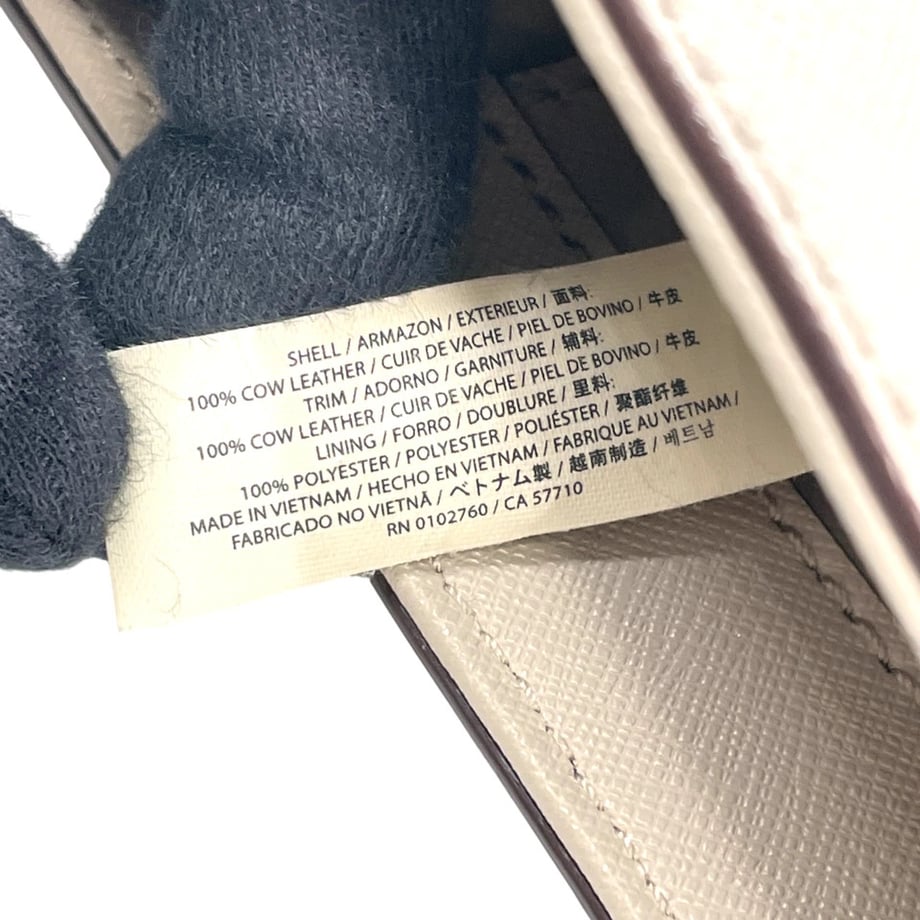 SHELL / ARMAZON / EXTERIEUR / 面料:
100% COW LEATHER / CUIR DE VACHE / PIEL DE BOVINO / 牛皮
TRIM / ADORNO / GARNITURE / 辅料:
100% COW LEATHER / CUIR DE VACHE / PIEL DE BOVINO / 牛皮
LINING / FORRO / DOUBLURE / 里料:
100% POLYESTER / POLYESTER / POLIÉSTER / 聚酯纤维
MADE IN VIETNAM / HECHO EN VIETNAM / FABRIQUE AU VIETNAM /
FABRICADO NO VIETNÃ / ベトナム製 / 越南制造 / 베트남
RN 0102760 / CA 57710